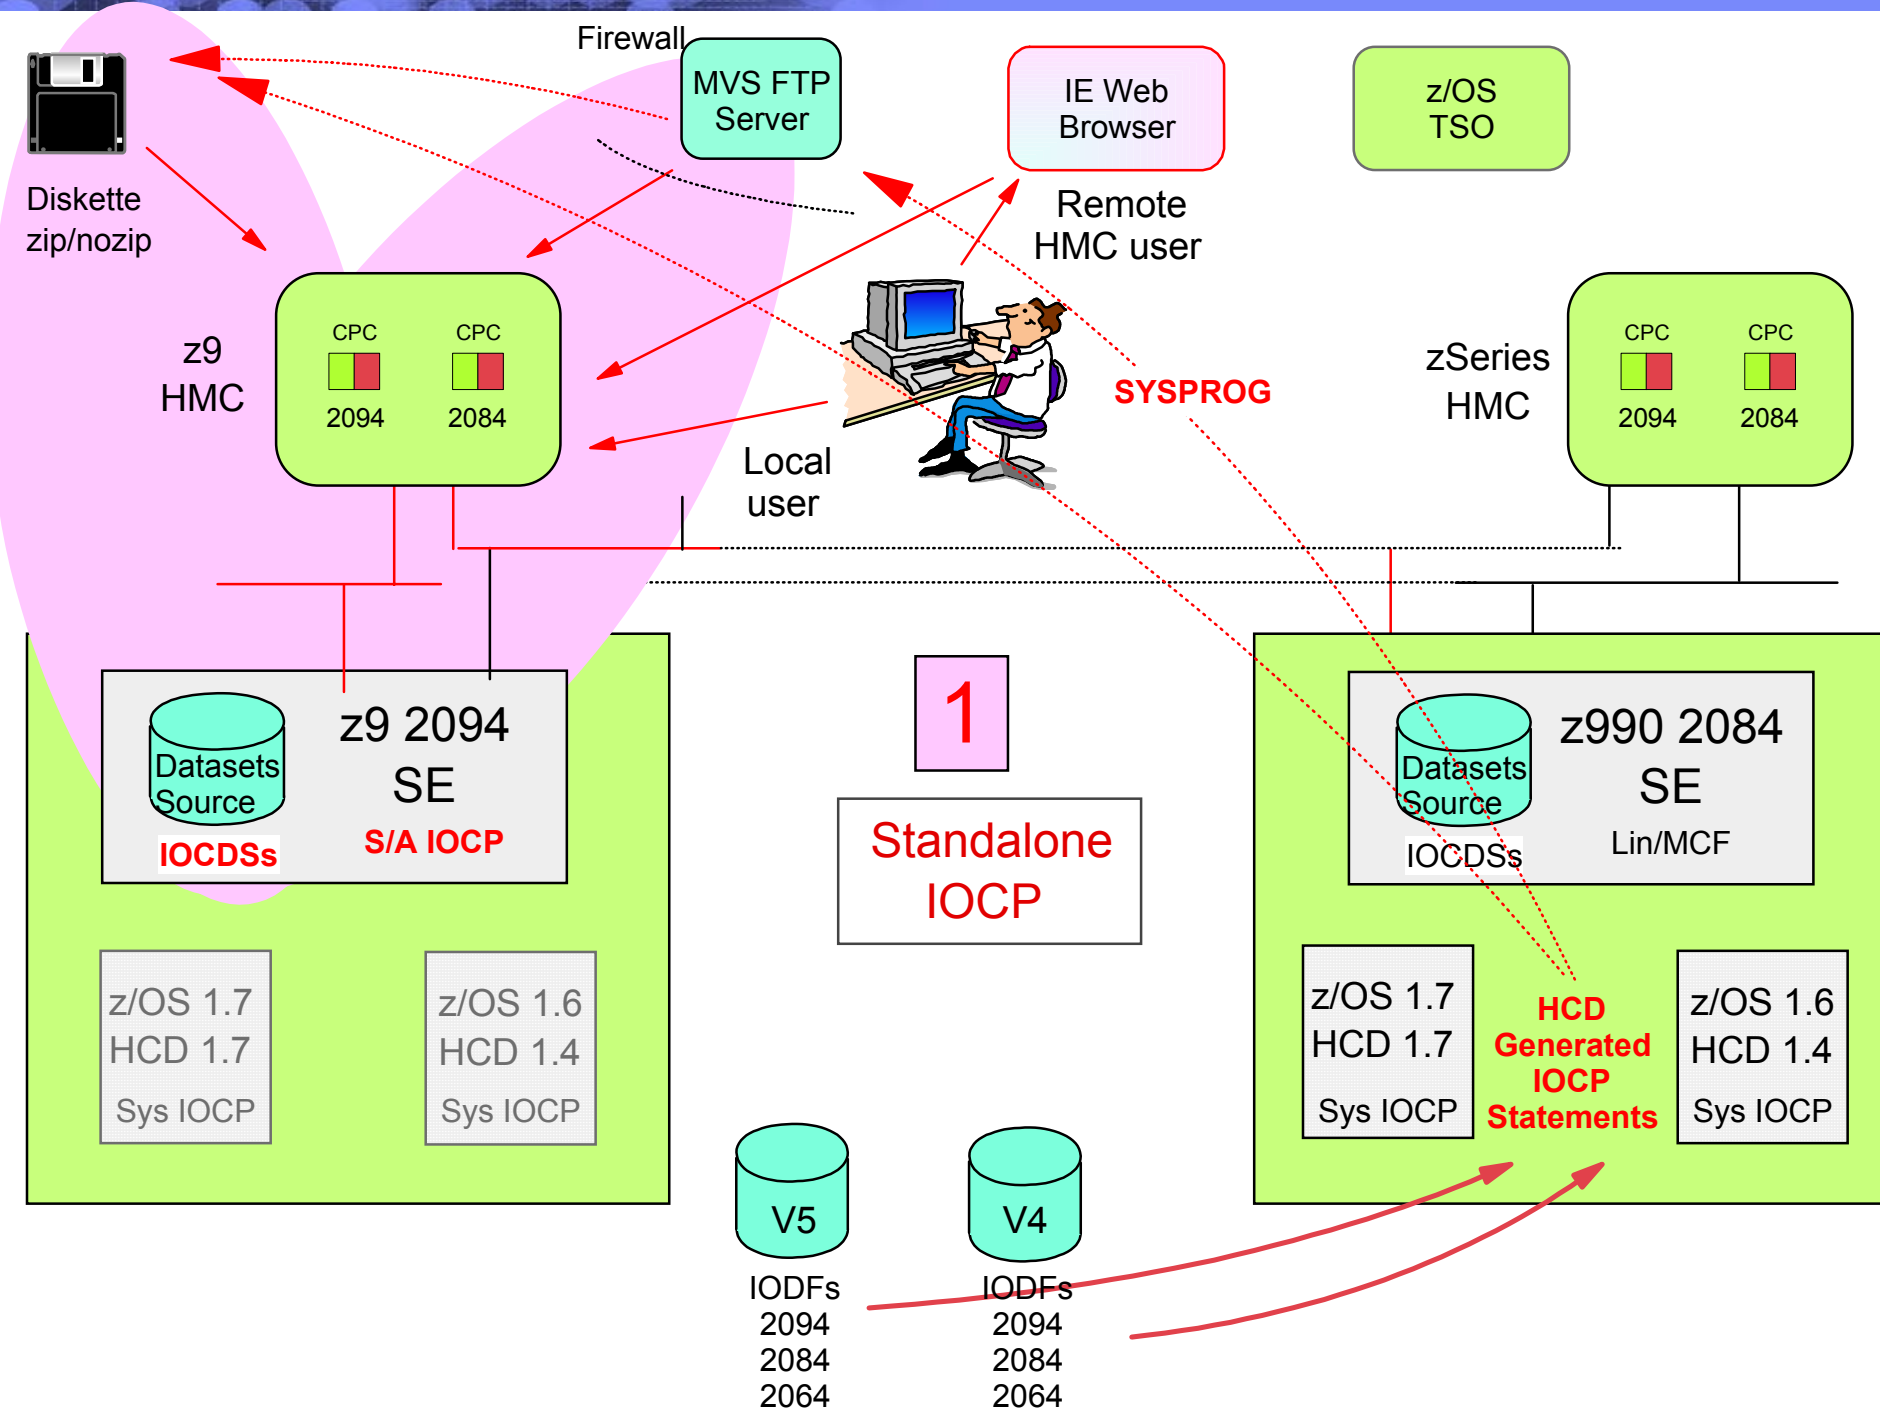 Firewall
MVS FTP
Server
IE Web
Browser
z/OS
TSO
Diskette
zip/nozip
Remote
HMC user
z9
HMC
CPC
CPC
2094
2084
SYSPROG
zSeries
HMC
CPC
CPC
2094
2084
Local
user
Datasets
Source
IOCDSs
z9 2094
SE
S/A IOCP
1
Standalone
IOCP
Datasets
Source
IOCDSs
z990 2084
SE
Lin/MCF
z/OS 1.7
HCD 1.7
Sys IOCP
z/OS 1.6
HCD 1.4
Sys IOCP
z/OS 1.7
HCD 1.7
Sys IOCP
HCD
Generated
IOCP
Statements
z/OS 1.6
HCD 1.4
Sys IOCP
V5
IODFs
2094
2084
2064
V4
IODFs
2094
2084
2064